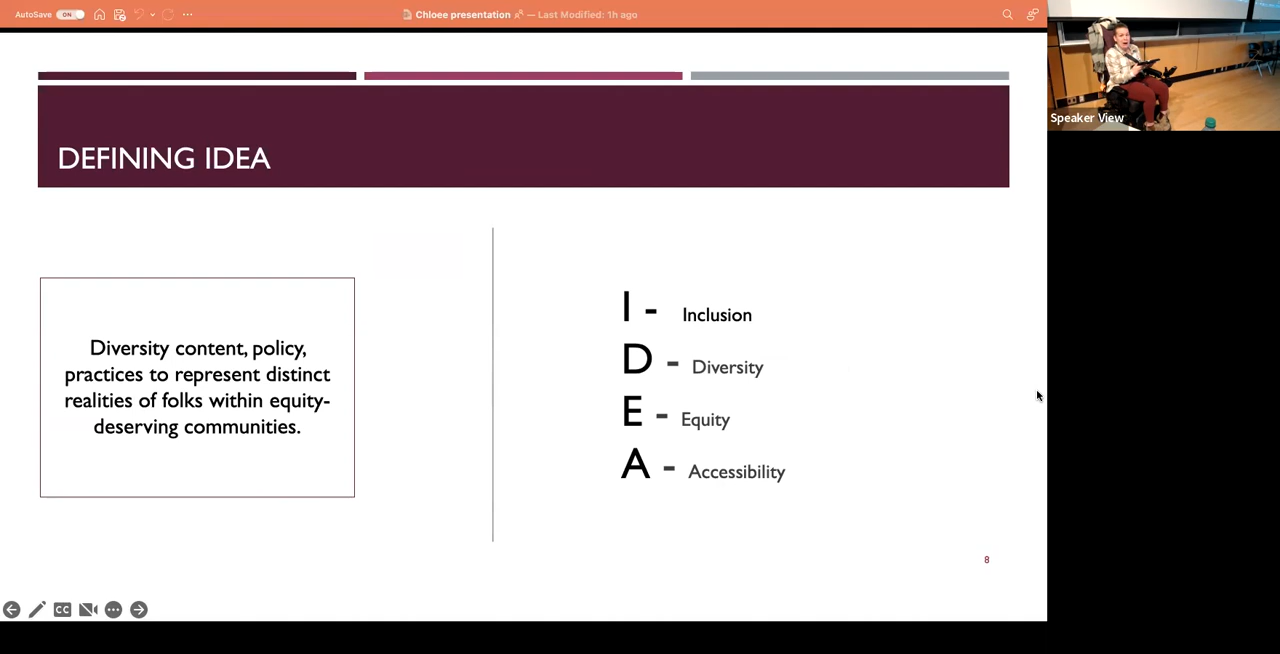 AutoSave ON
Chloee presentation — Last Modified: 1h ago
Speaker View
DEFINING IDEA
Diversity content, policy,
practices to represent distinct
realities of folks within equity-
deserving communities.
I - Inclusion
D - Diversity
E - Equity
A - Accessibility
8
CC